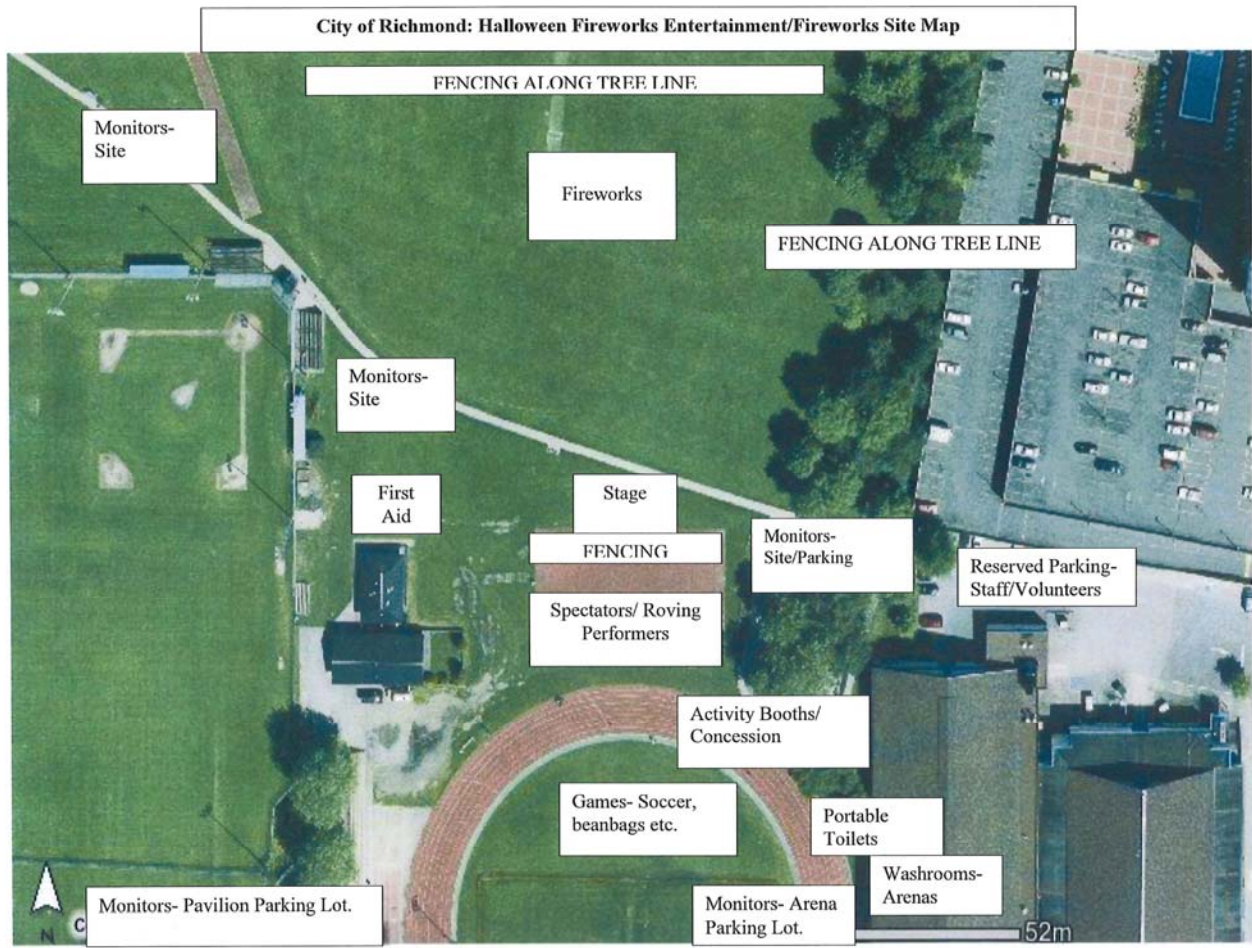 City of Richmond: Halloween Fireworks Entertainment/Fireworks Site Map
FENCING ALONG TREE LINE
Monitors-
Site
Fireworks
FENCING ALONG TREE LINE
Monitors-
Site
First
Aid
Stage
FENCING
Monitors-
Site/Parking
Reserved Parking-
Staff/Volunteers
Spectators/ Roving
Performers
Activity Booths/
Concession
Games- Soccer,
beanbags etc.
Portable
Toilets
Washrooms-
Arenas
Monitors- Pavilion Parking Lot.
Monitors- Arena
Parking Lot.
N
C
52m